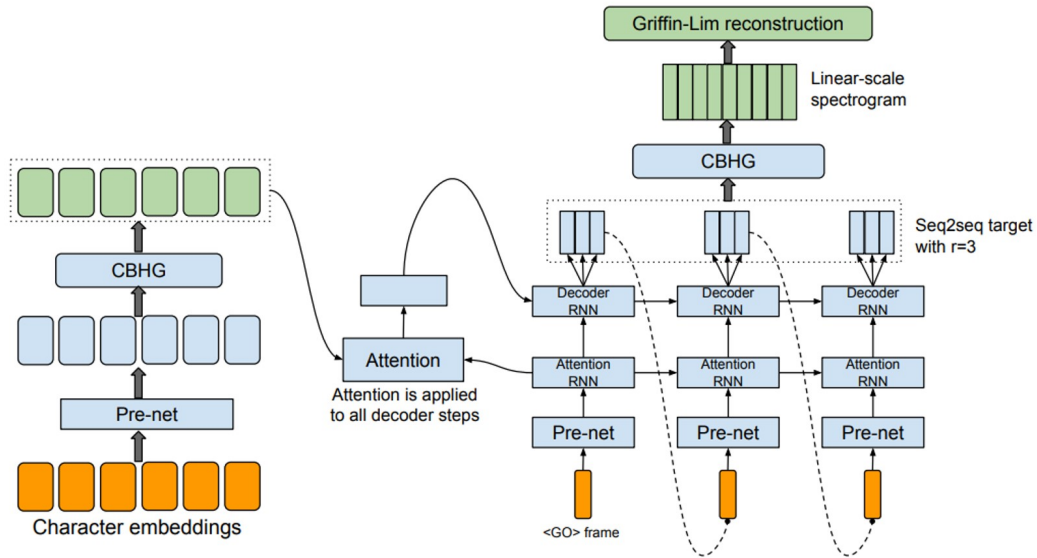 Griffin-Lim reconstruction
Linear-scale
spectrogram
CBHG
Seq2seq target
with r=3
CBHG
Decoder
RNN
Decoder
RNN
Decoder
RNN
Attention
Attention is applied
to all decoder steps
Attention
RNN
Attention
RNN
Attention
RNN
Pre-net
Pre-net
Pre-net
Pre-net
Character embeddings
<GO> frame